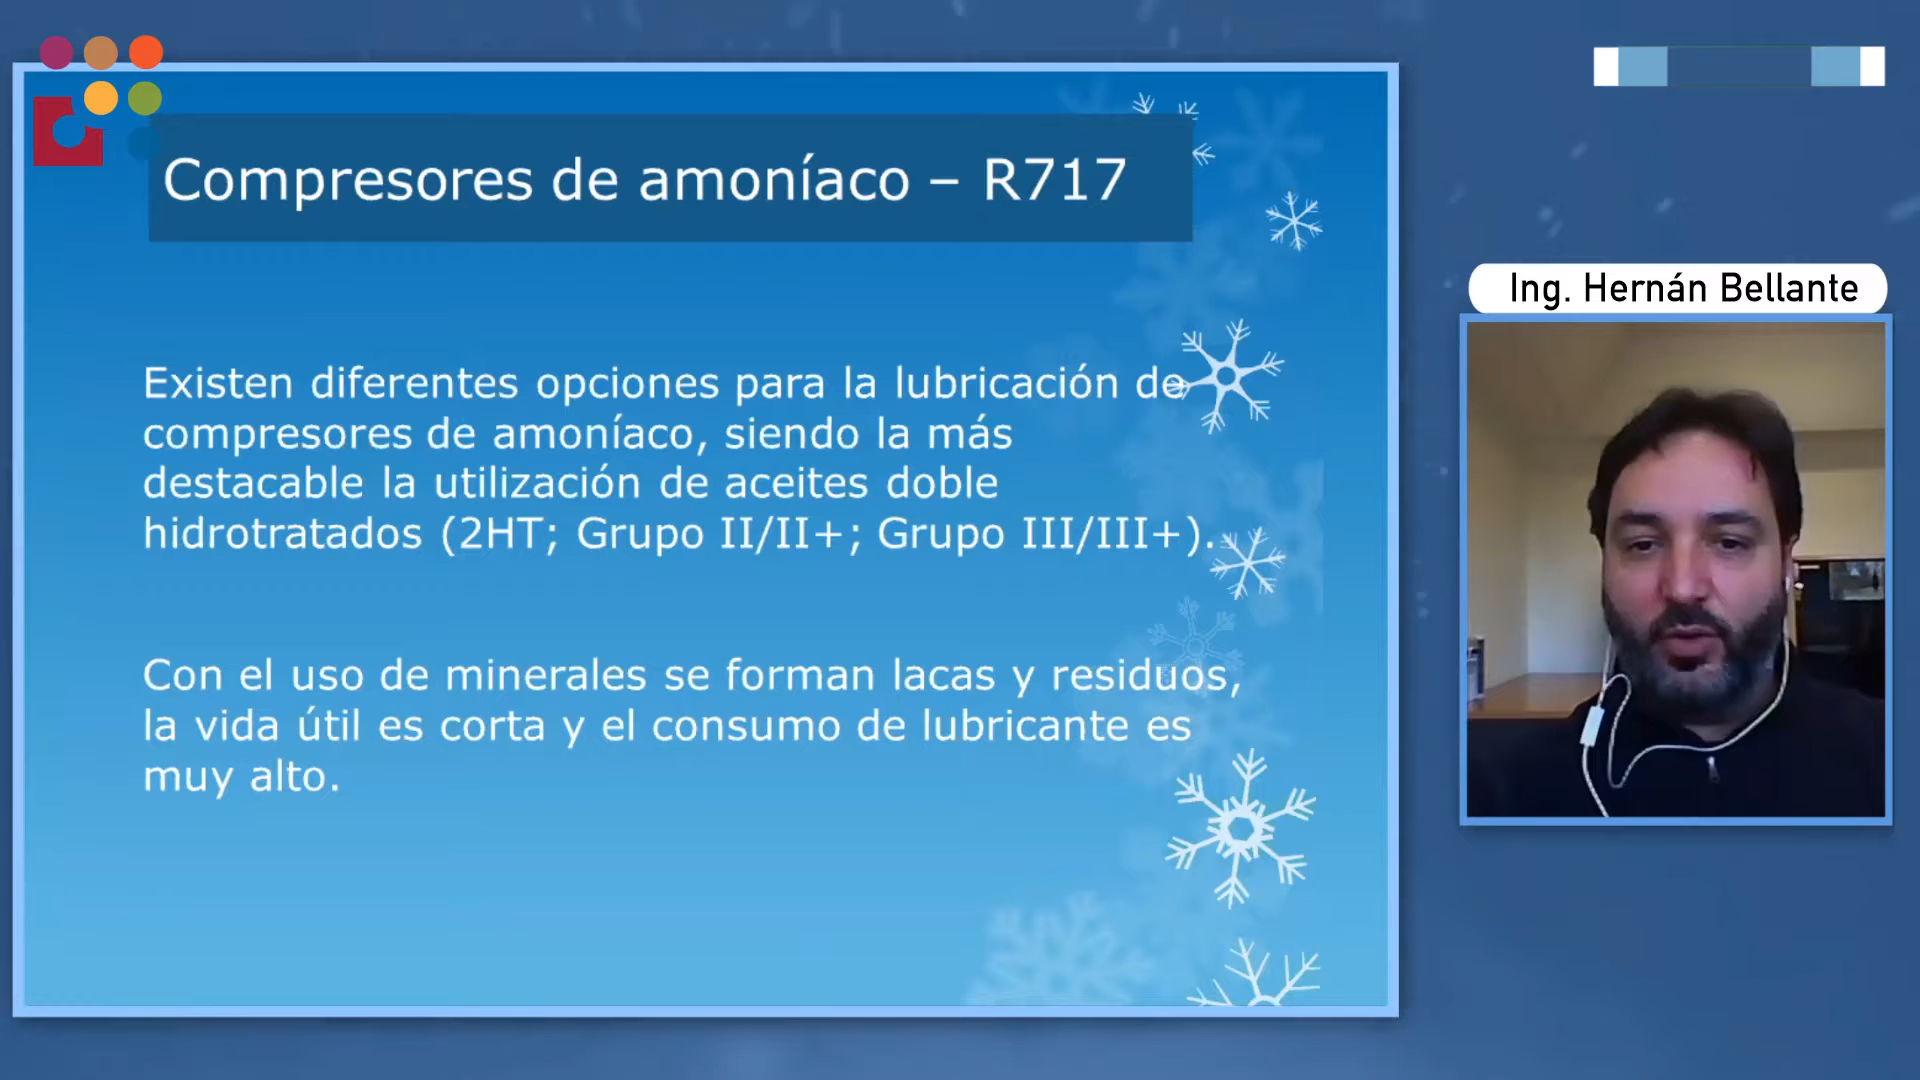 Compresores de amoníaco – R717
Existen diferentes opciones para la lubricación de
compresores de amoníaco, siendo la más
destacable la utilización de aceites doble
hidrotratados (2HT; Grupo II/II+; Grupo III/III+).
Con el uso de minerales se forman lacas y residuos,
la vida útil es corta y el consumo de lubricante es
muy alto.
Ing. Hernán Bellante